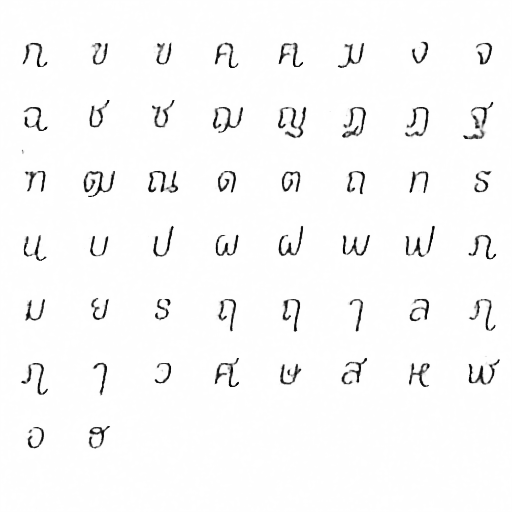 ก ข ฃ ค ฅ ฆ ง จ
ฉ ช ซ ฌ ญ ฎ ฏ ฐ
ฑ ฒ ณ ด ต ถ ท ธ
น บ ป ผ ฝ พ ฟ ภ
ม ย ร ฤ ฤ ๅ ล ฦ
ฦ ๅ ว ศ ษ ส ห ฬ
อ ฮ